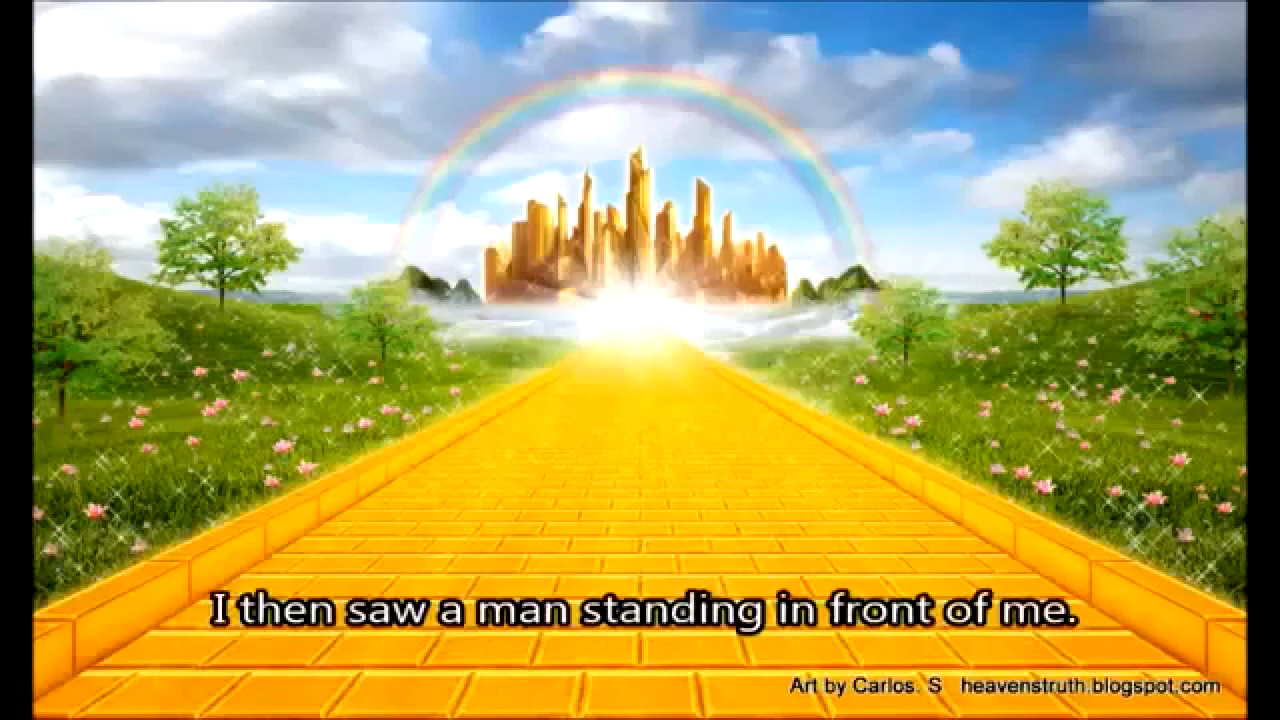 I then saw a man standing in front of me.
Art by Carlos. S heavenstruth.blogspot.com